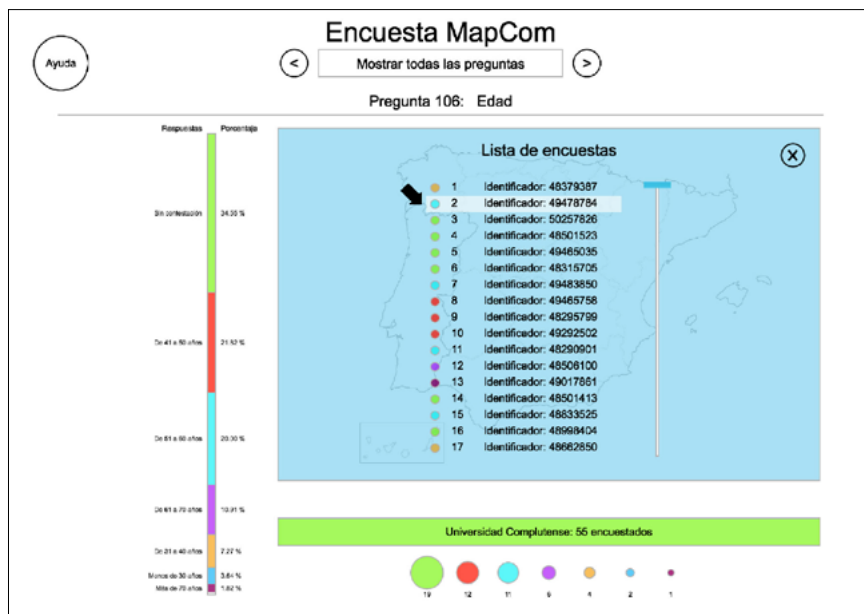 Encuesta MapCom
Ayuda
<
Mostrar todas las preguntas
>
Pregunta 106: Edad
Respuestas Porcentaje
Sin contestación 34.55 %
De 41 a 50 años 21.82 %
De 51 a 60 años 20.00 %
De 61 a 70 años 10.91 %
De 31 a 40 años 7.27 %
Menos de 30 años 3.64 %
Más de 70 años 1.82 %
Lista de encuestas
X
1 Identificador: 48379387
2 Identificador: 49478784
3 Identificador: 50257826
4 Identificador: 48501523
5 Identificador: 49465035
6 Identificador: 48315705
7 Identificador: 49483850
8 Identificador: 49465758
9 Identificador: 48295799
10 Identificador: 49292502
11 Identificador: 48290901
12 Identificador: 48506100
13 Identificador: 49017861
14 Identificador: 48501413
15 Identificador: 48833525
16 Identificador: 48998404
17 Identificador: 48662850
Universidad Complutense: 55 encuestados
19 12 11 6 4 2 1